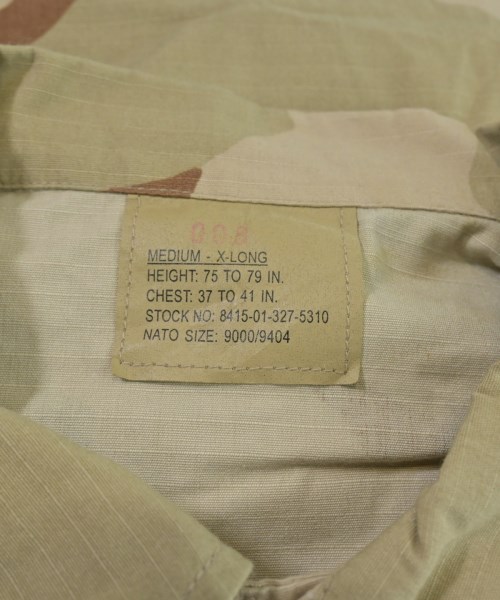 MEDIUM - X-LONG
HEIGHT: 75 TO 79 IN.
CHEST: 37 TO 41 IN.
STOCK NO: 8415-01-327-5310
NATO SIZE: 9000/9404